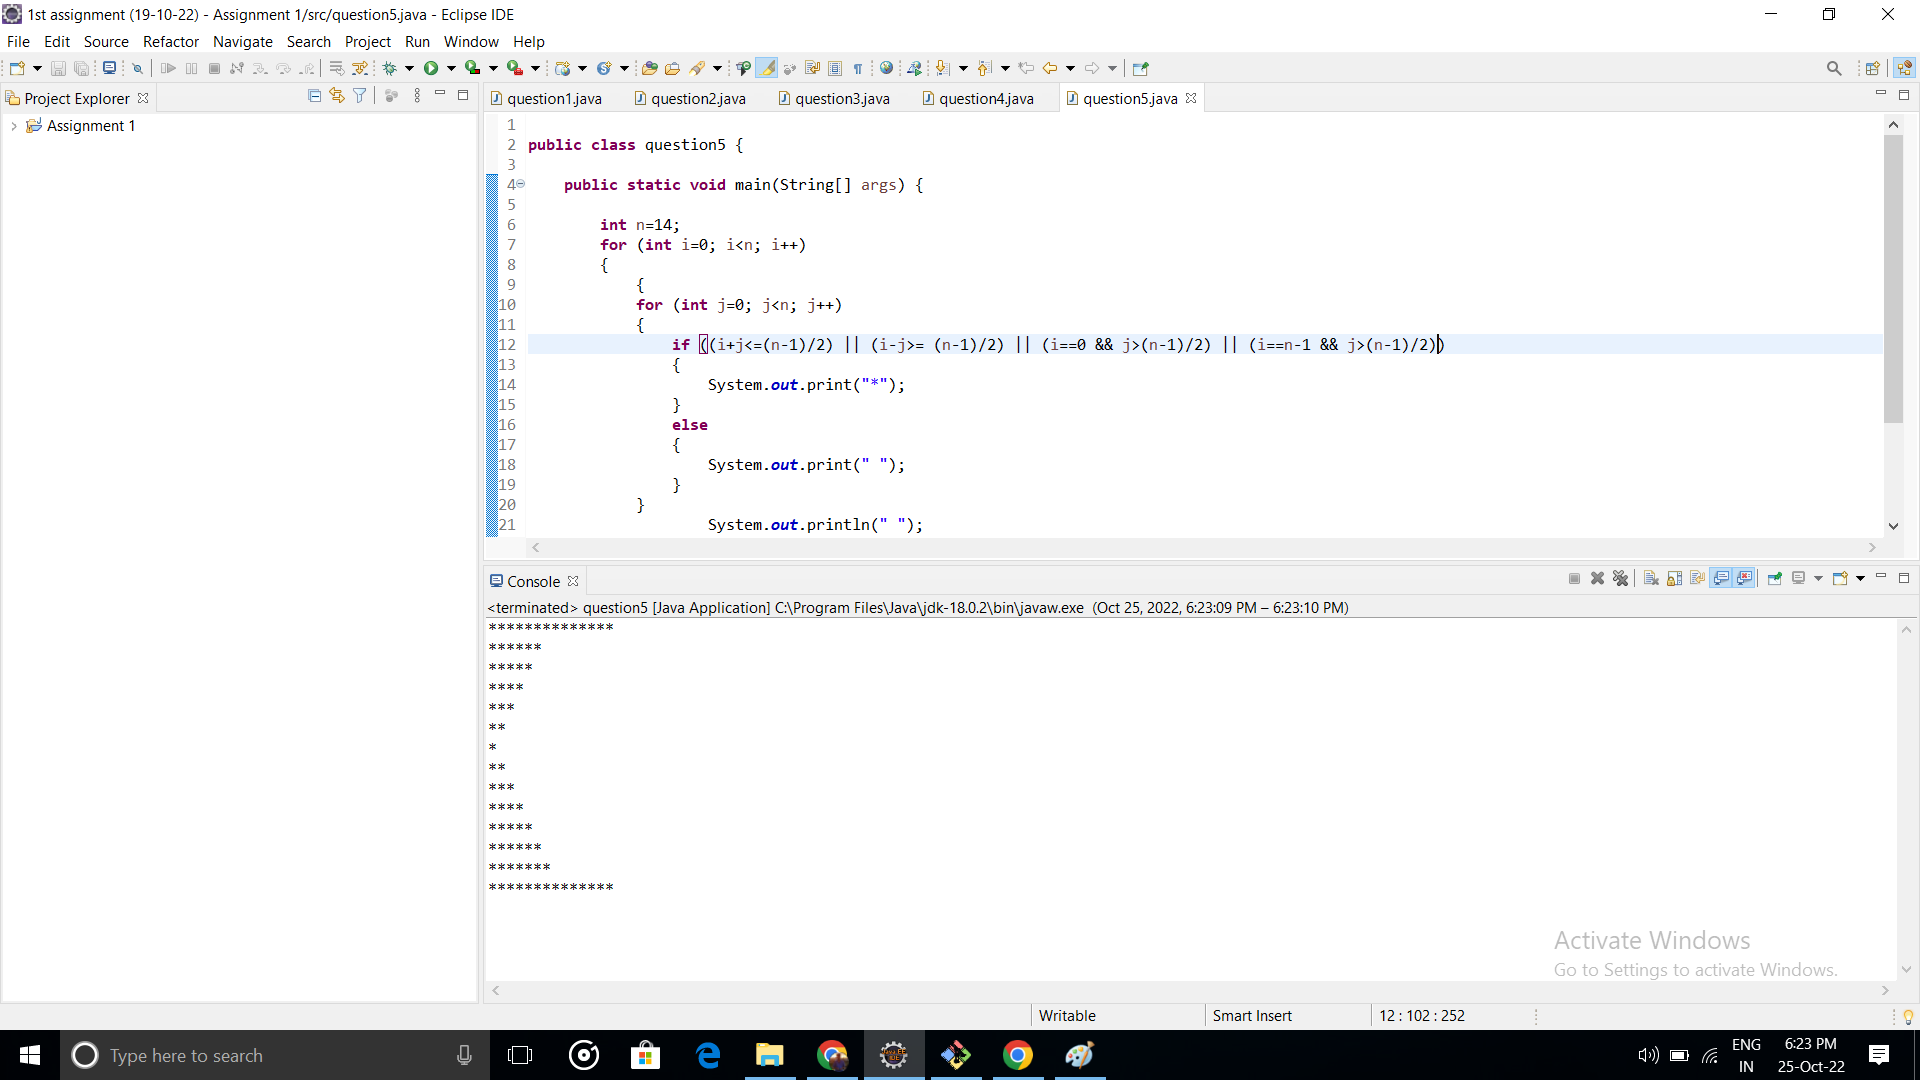 1st assignment (19-10-22) - Assignment 1/src/question5.java - Eclipse IDE
File Edit Source Refactor Navigate Search Project Run Window Help
Project Explorer
Assignment 1
question1.java question2.java question3.java question4.java question5.java
1
2 public class question5 {
3
4 public static void main(String[] args) {
5
6 int n=14;
7 for (int i=0; i<n; i++)
8 {
9 {
10 for (int j=0; j<n; j++)
11 {
12 if ((i+j<=(n-1)/2) || (i-j>= (n-1)/2) || (i==0 && j>(n-1)/2) || (i==n-1 && j>(n-1)/2))
13 {
14 System.out.print("*");
15 }
16 else
17 {
18 System.out.print(" ");
19 }
20 }
21 System.out.println(" ");
Console
<terminated> question5 [Java Application] C:\Program Files\Java\jdk-18.0.2\bin\javaw.exe (Oct 25, 2022, 6:23:09 PM – 6:23:10 PM)
**************
******
*****
****
***
**
*
**
***
****
*****
******
*******
**************
Activate Windows
Go to Settings to activate Windows.
Writable Smart Insert 12 : 102 : 252
Type here to search
ENG
IN
6:23 PM
25-Oct-22